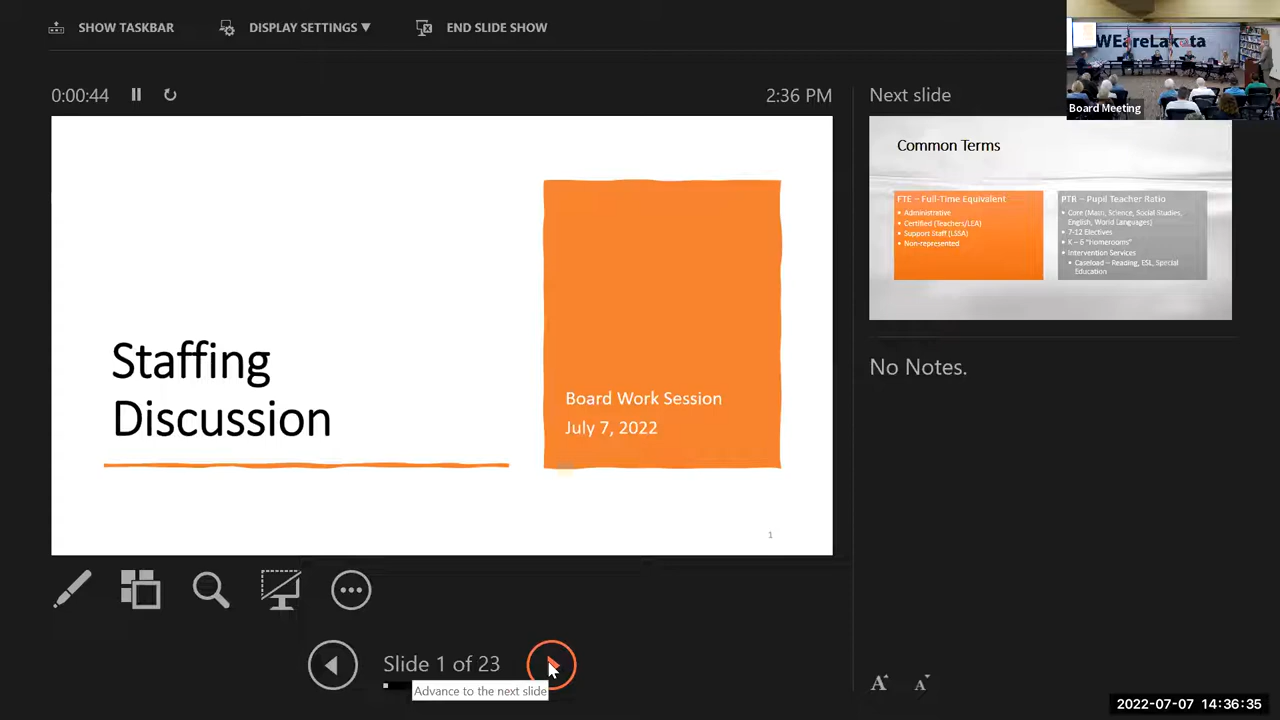 SHOW TASKBAR
DISPLAY SETTINGS
END SLIDE SHOW
WEareLakota
Board Meeting
0:00:44
2:36 PM
Staffing
Discussion
Board Work Session
July 7, 2022
1
Next slide
Common Terms
FTE – Full-Time Equivalent
• Administrative
• Certified (Teachers/LEA)
• Support Staff (LSSA)
• Non-represented
PTR – Pupil Teacher Ratio
• Core (Math, Science, Social Studies,
English, World Languages)
• 7-12 Electives
• K – 6 "Homerooms"
• Intervention Services
• Caseload – Reading, ESL, Special
Education
No Notes.
Slide 1 of 23
Advance to the next slide
A A
2022-07-07 14:36:35